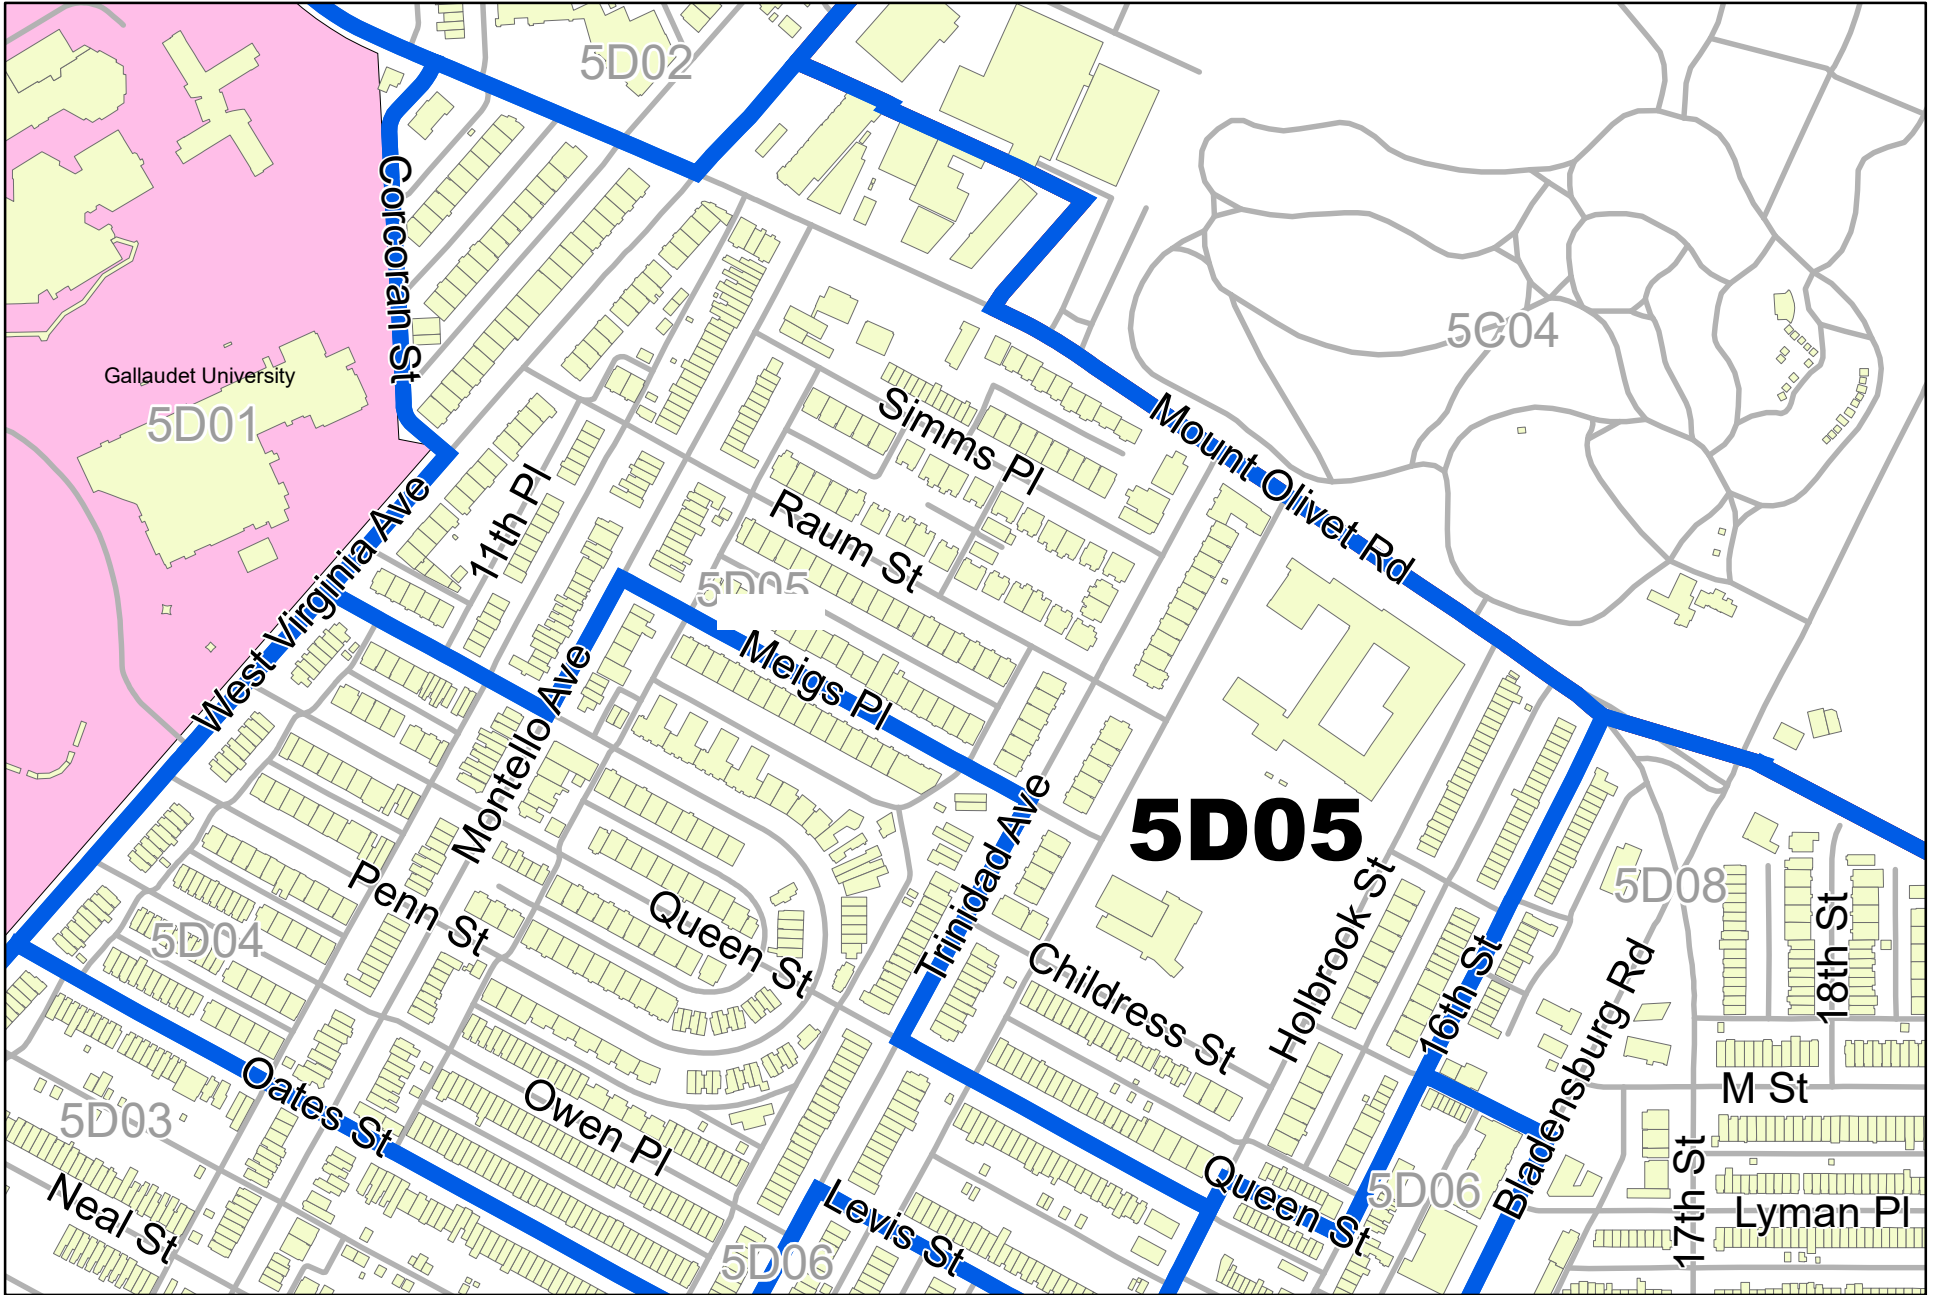 5D02
Corcoran St
5C04
Gallaudet University
5D01
Simms Pl
Mount Olivet Rd
11th Pl
Raum St
West Virginia Ave
5D05
Meigs Pl
Montello Ave
Trinidad Ave
5D05
Penn St
Queen St
5D04
Holbrook St
5D08
18th St
Childress St
16th St
Bladensburg Rd
Oates St
Owen Pl
M St
5D03
Neal St
Levis St
Queen St
5D06
17th St
Lyman Pl
5D06